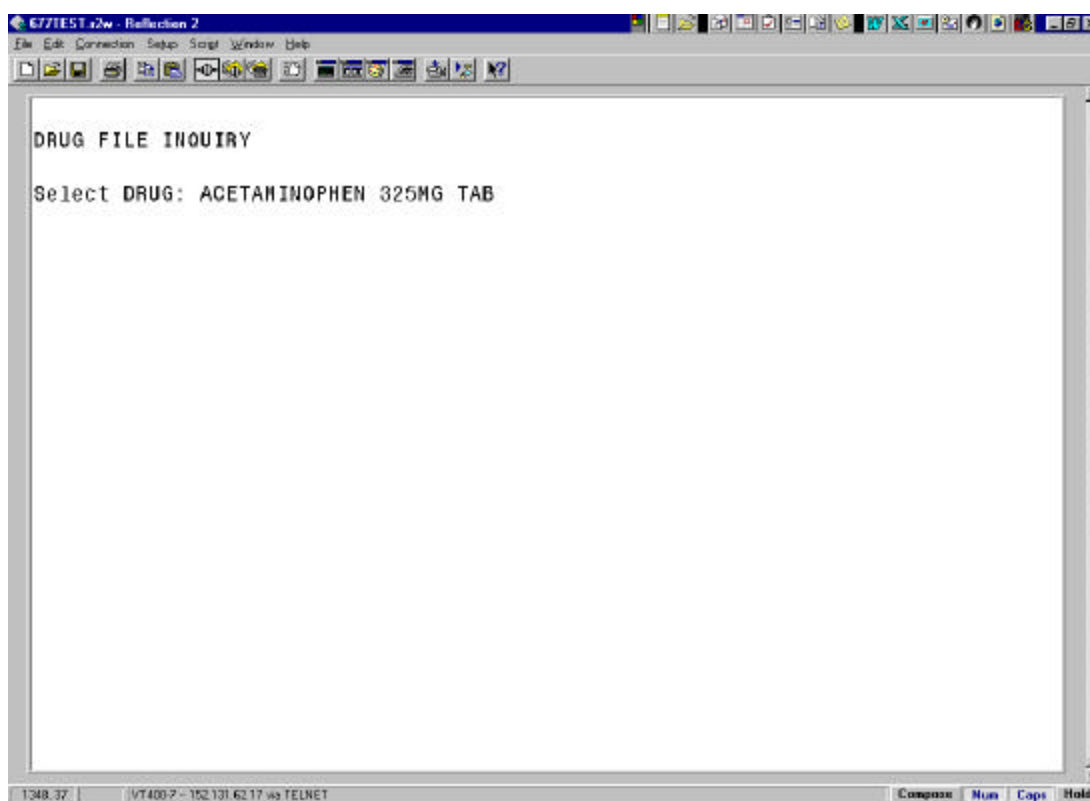 677TEST.r2w - Reflection 2
File Edit Connection Setup Script Window Help
DRUG FILE INQUIRY
Select DRUG: ACETAMINOPHEN 325MG TAB
1348, 37 VT400-7 - 152.131.62.17 via TELNET Compose Num Caps Hold